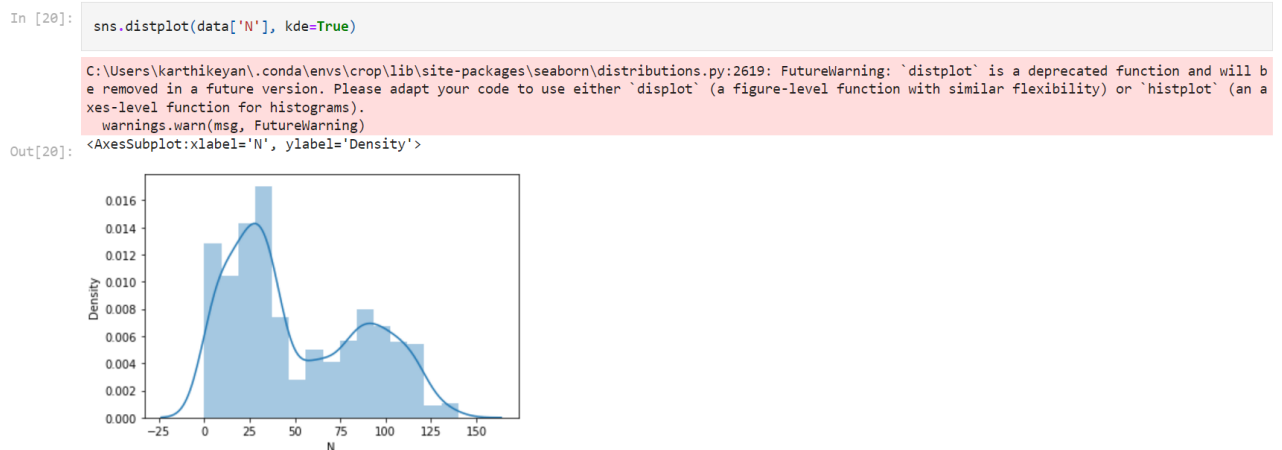 In [20]:
sns.distplot(data['N'], kde=True)
C:\Users\karthikeyan\.conda\envs\crop\lib\site-packages\seaborn\distributions.py:2619: FutureWarning: `distplot` is a deprecated function and will b
e removed in a future version. Please adapt your code to use either `displot` (a figure-level function with similar flexibility) or `histplot` (an a
xes-level function for histograms).
  warnings.warn(msg, FutureWarning)
Out[20]:
<AxesSubplot:xlabel='N', ylabel='Density'>
0.016
0.014
0.012
0.010
0.008
0.006
0.004
0.002
0.000
Density
−25 0 25 50 75 100 125 150
N